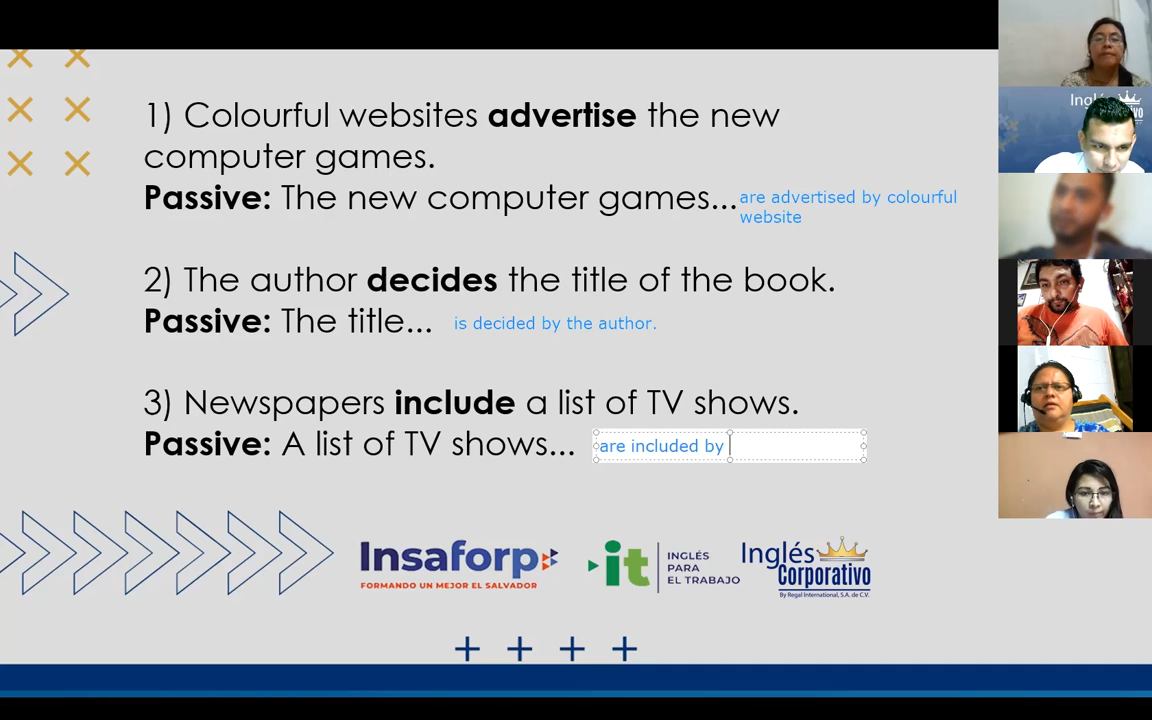 1) Colourful websites advertise the new
computer games.
Passive: The new computer games... are advertised by colourful
website
2) The author decides the title of the book.
Passive: The title... is decided by the author.
3) Newspapers include a list of TV shows.
Passive: A list of TV shows... are included by
Insaforp
FORMANDO UN MEJOR EL SALVADOR
it
INGLÉS
PARA
EL TRABAJO
Inglés
Corporativo
By Regal International, S.A. de C.V.